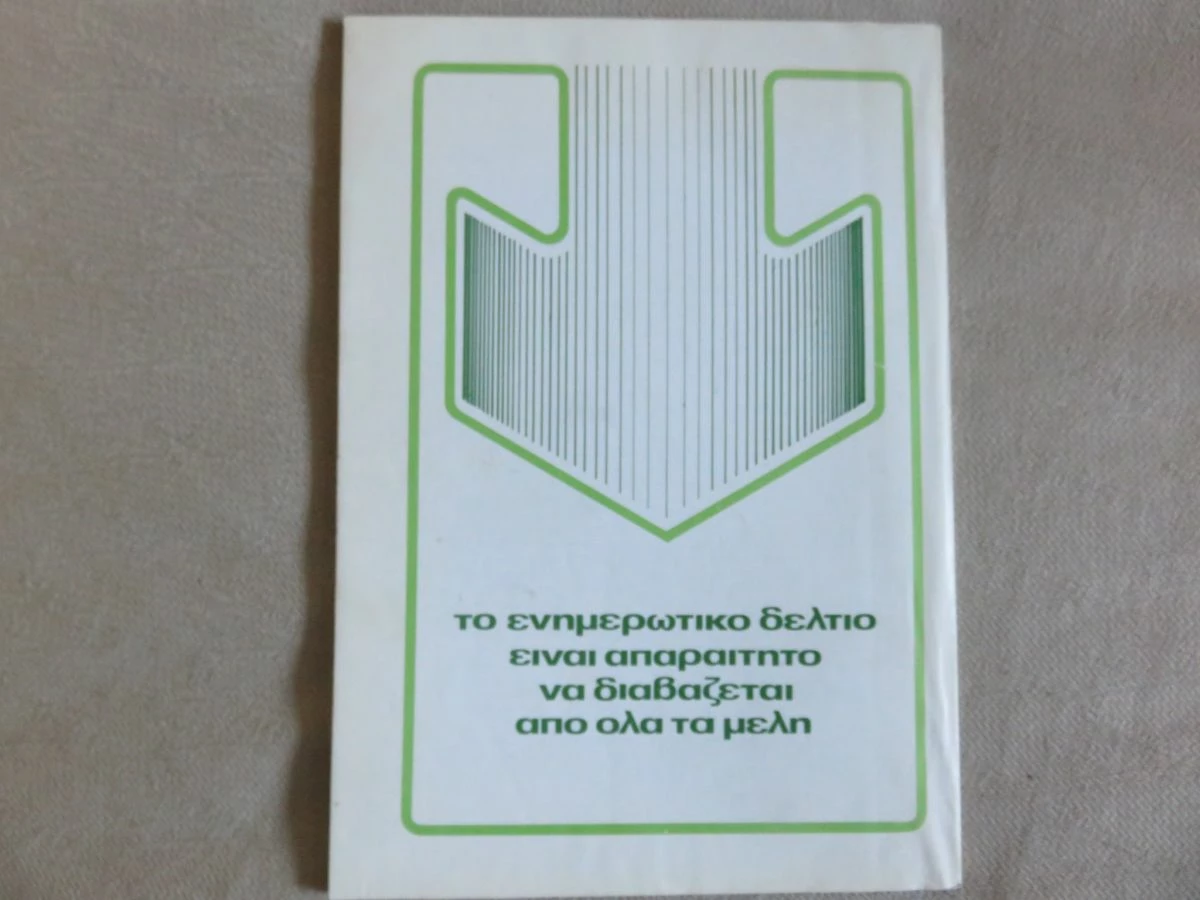 το ενημερωτικο δελτιο
ειναι απαραιτητο
να διαβαζεται
απο ολα τα μελη